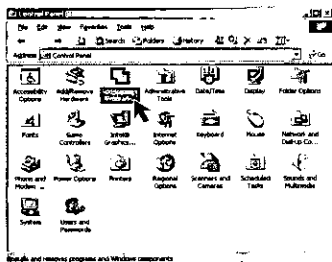 Control Panel
File Edit View Favorites Tools Help
Search Folders History
Address Control Panel Go
Accessibility Options
Add/Remove Hardware
Administrative Tools
Date/Time
Display
Folder Options
Fonts
Game Controllers
Intel® Graphics...
Internet Options
Keyboard
Mouse
Network and Dial-up Co...
Phone and Modem ...
Power Options
Printers
Regional Options
Scanners and Cameras
Scheduled Tasks
Sounds and Multimedia
System
Users and Passwords
Installs and removes programs and Windows components